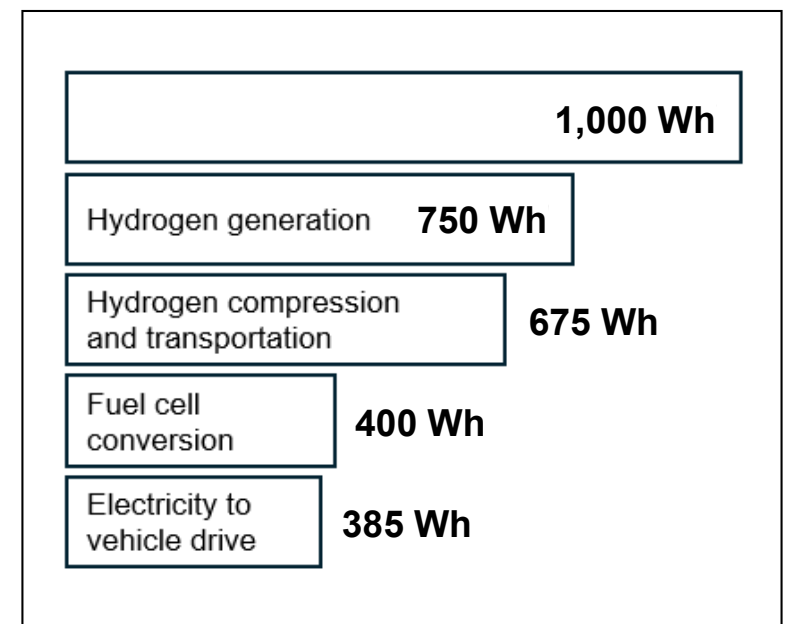 1,000 Wh
Hydrogen generation 750 Wh
Hydrogen compression
and transportation
675 Wh
Fuel cell
conversion
400 Wh
Electricity to
vehicle drive
385 Wh